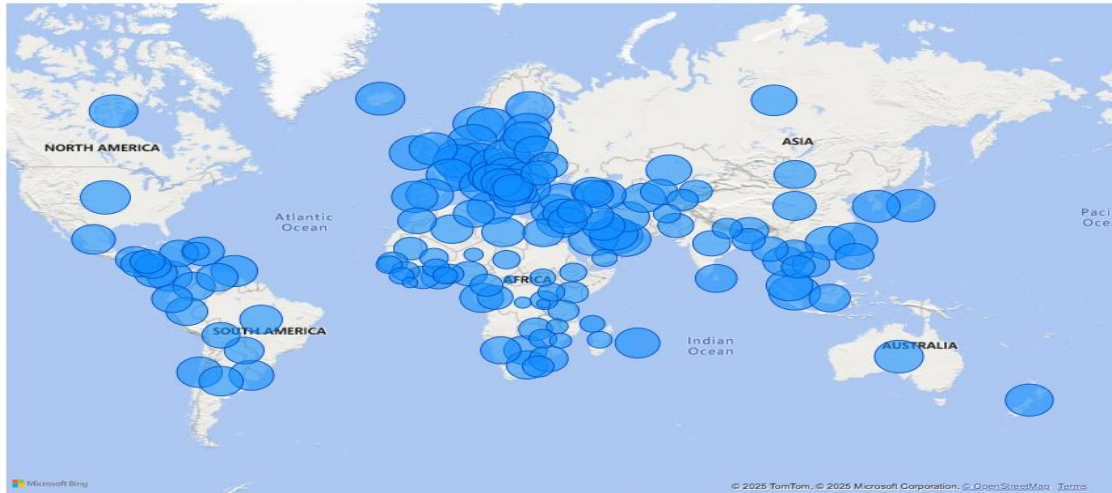 NORTH AMERICA
ASIA
Atlantic
Ocean
AFRICA
SOUTH AMERICA
Indian
Ocean
AUSTRALIA
Microsoft Bing
© 2025 TomTom, © 2025 Microsoft Corporation, © OpenStreetMap Terms